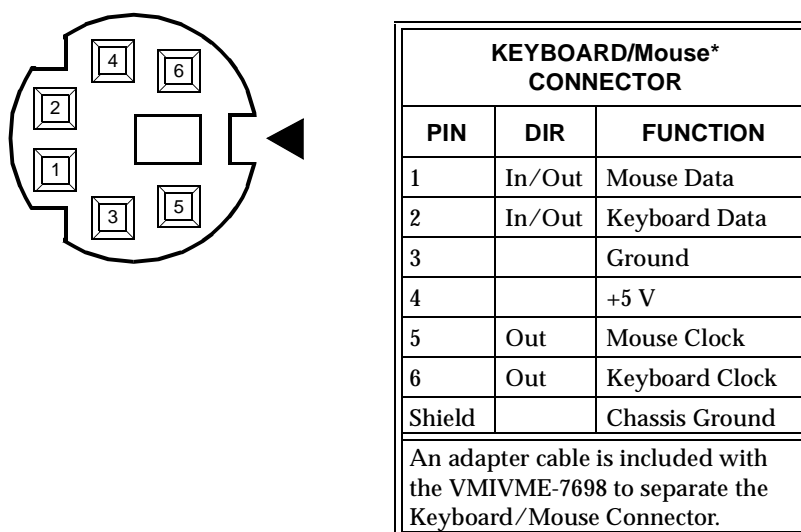 4
6
2
1
3
5
KEYBOARD/Mouse*
CONNECTOR
PIN DIR FUNCTION
1 In/Out Mouse Data
2 In/Out Keyboard Data
3 Ground
4 +5 V
5 Out Mouse Clock
6 Out Keyboard Clock
Shield Chassis Ground
An adapter cable is included with
the VMIVME-7698 to separate the
Keyboard/Mouse Connector.